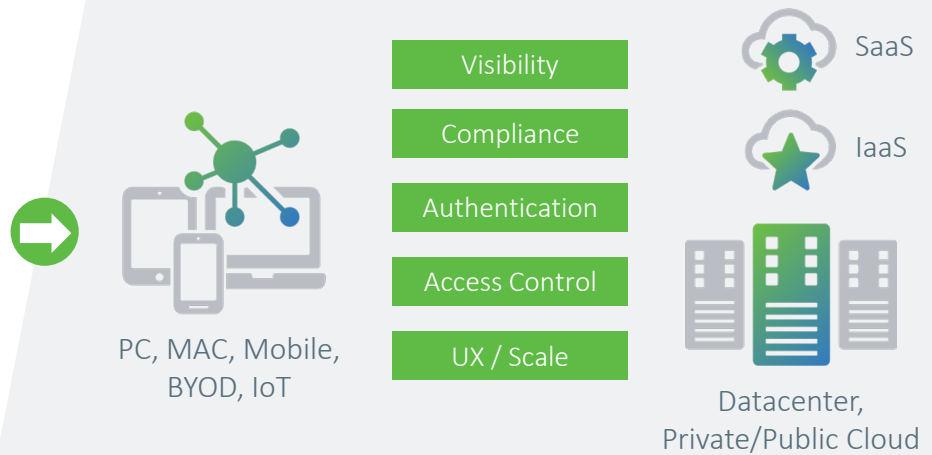 PC, MAC, Mobile,
BYOD, IoT
Visibility
Compliance
Authentication
Access Control
UX / Scale
SaaS
IaaS
Datacenter,
Private/Public Cloud